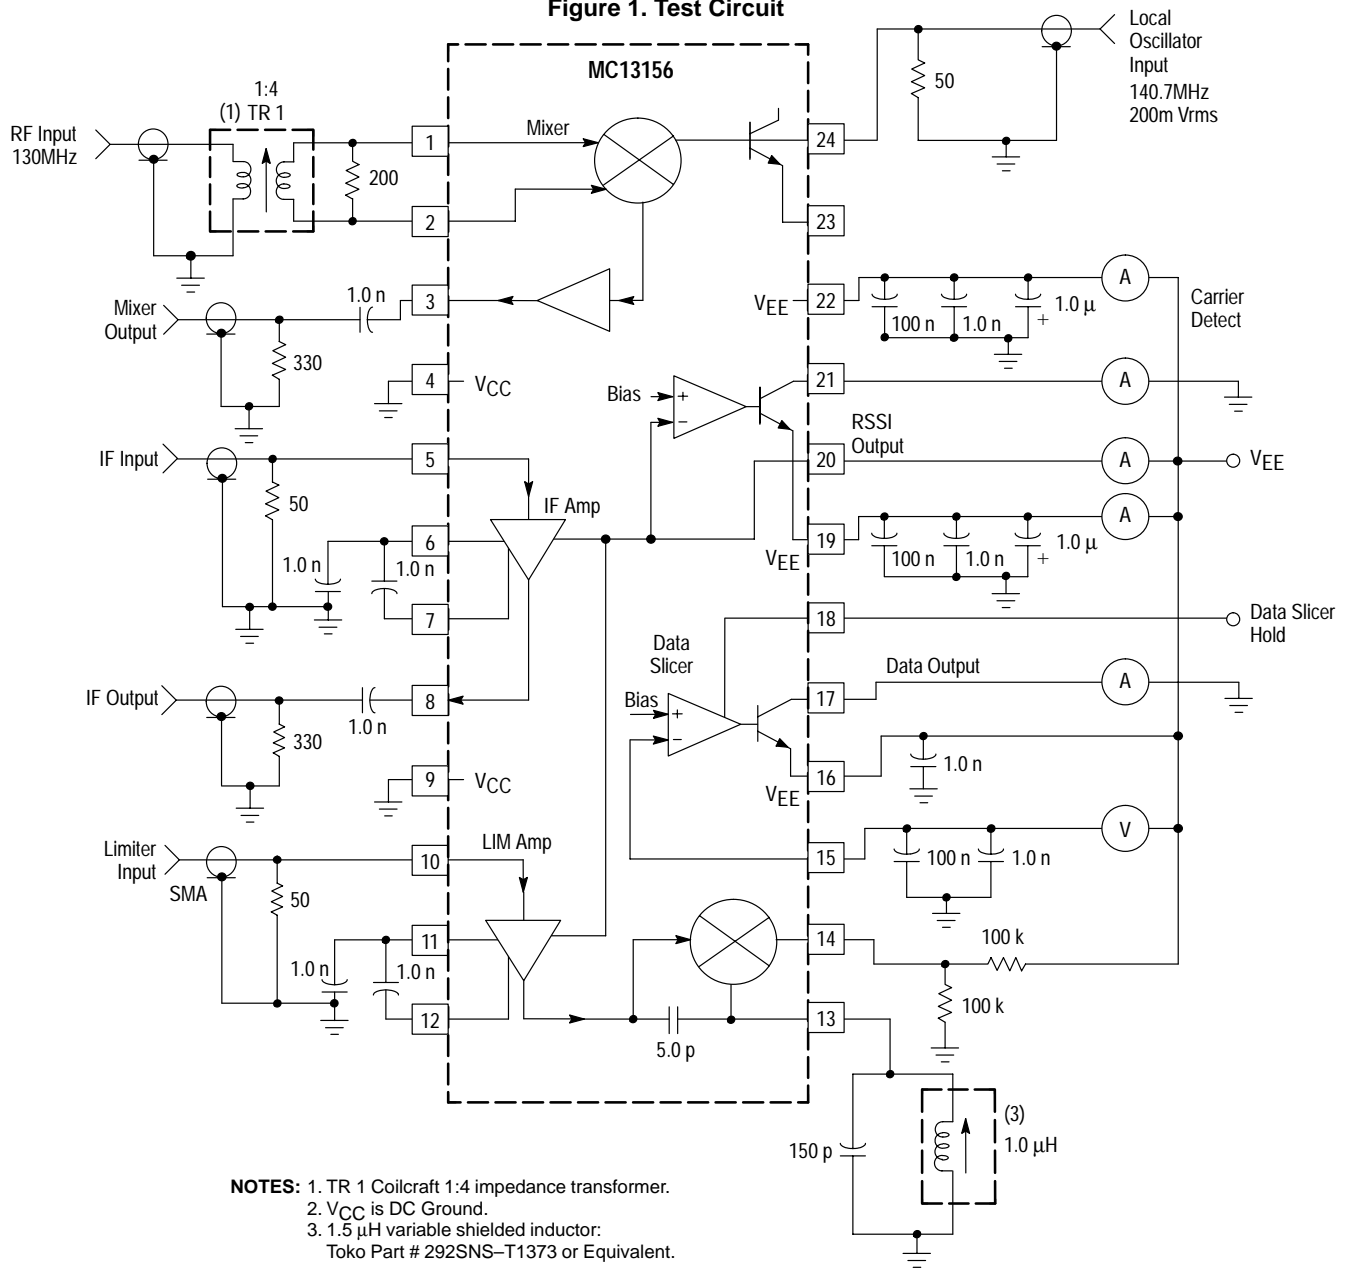 Figure 1. Test Circuit
MC13156
Local
Oscillator
Input
140.7MHz
200m Vrms
50
1:4
(1) TR 1
RF Input
130MHz
200
1
2
Mixer
24
23
Mixer
Output
1.0 n
3
330
4
VCC
VEE
22
100 n
1.0 n
+
1.0 µ
A
Carrier
Detect
Bias
+
−
21
A
RSSI
Output
20
A
VEE
IF Input
50
5
IF Amp
1.0 n
6
1.0 n
7
VEE
19
100 n
1.0 n
+
1.0 µ
A
18
Data Slicer
Hold
Data
Slicer
Bias
+
−
17
Data Output
A
IF Output
1.0 n
8
330
9
VCC
VEE
16
1.0 n
Limiter
Input
SMA
50
10
LIM Amp
15
100 n
1.0 n
V
1.0 n
11
1.0 n
12
14
100 k
100 k
5.0 p
13
150 p
(3)
1.0 µH
NOTES: 1. TR 1 Coilcraft 1:4 impedance transformer.
2. VCC is DC Ground.
3. 1.5 µH variable shielded inductor:
Toko Part # 292SNS–T1373 or Equivalent.